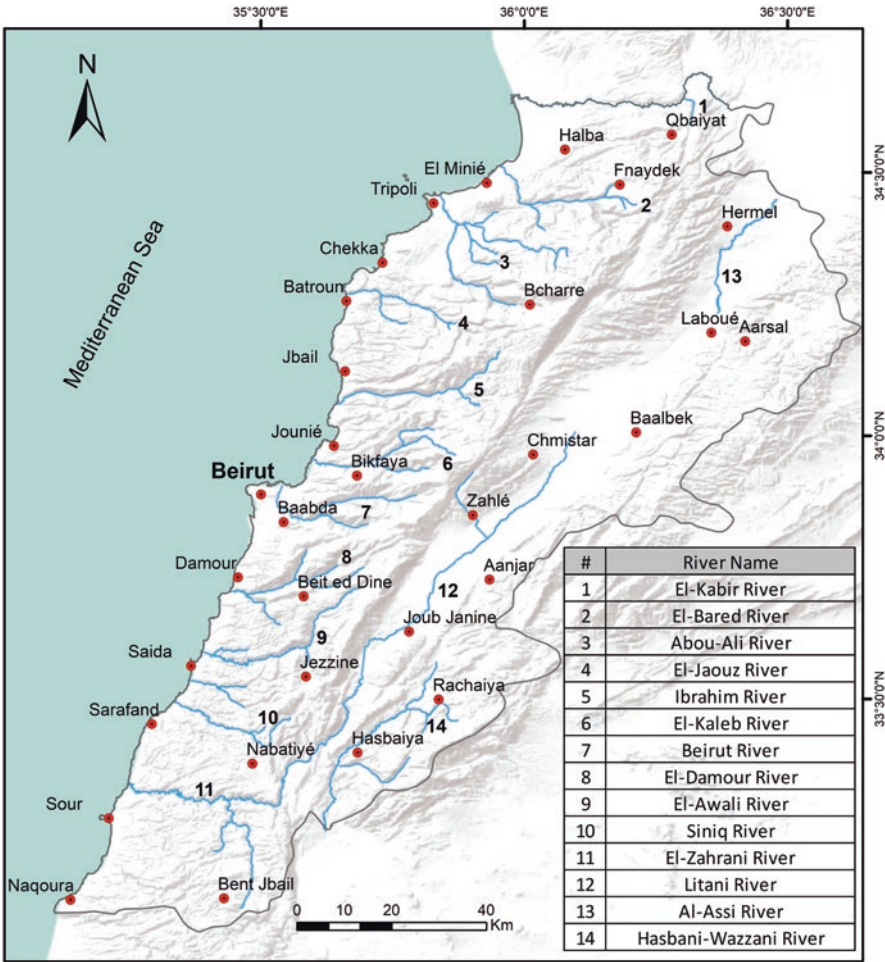 35°30'0"E 36°0'0"E 36°30'0"E
N
1
Qbaiyat
Halba
El Minié
Fnaydek
34°30'0"N
Tripoli
2
Hermel
Mediterranean Sea
Chekka
3
13
Batroun
Bcharre
4
Laboué
Aarsal
Jbail
5
Baalbek
Jounié
Chmistar
34°0'0"N
Bikfaya
6
Beirut
Zahlé
Baabda
7
8
Damour
Aanjar
Beit ed Dine
12
Joub Janine
9
Saida
Jezzine
Rachaiya
33°30'0"N
Sarafand
10
14
Nabatiyé
Hasbaiya
11
Sour
Naqoura
Bent Jbail
0 10 20 40
Km
# River Name
1 El-Kabir River
2 El-Bared River
3 Abou-Ali River
4 El-Jaouz River
5 Ibrahim River
6 El-Kaleb River
7 Beirut River
8 El-Damour River
9 El-Awali River
10 Siniq River
11 El-Zahrani River
12 Litani River
13 Al-Assi River
14 Hasbani-Wazzani River